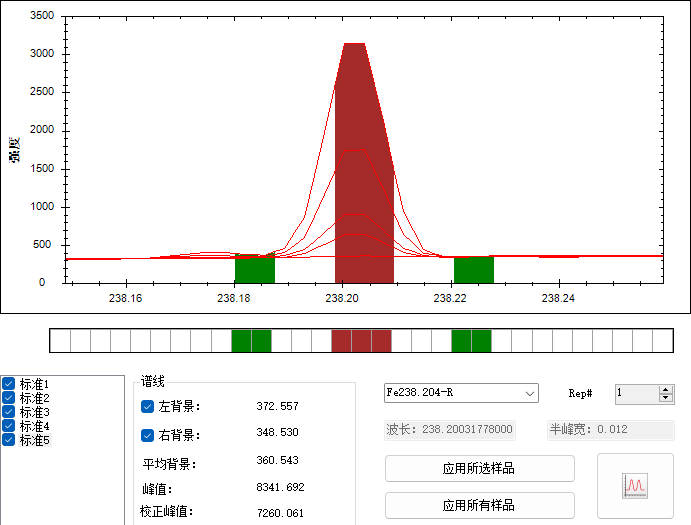 3500
3000
2500
2000
1500
1000
500
0
强度
238.16 238.18 238.20 238.22 238.24
标准1
标准2
标准3
标准4
标准5
谱线
左背景： 372.557
右背景： 348.530
平均背景： 360.543
峰值： 8341.692
校正峰值： 7260.061
Fe238.204-R
Rep# 1
波长：238.20031778000
半峰宽：0.012
应用所选样品
应用所有样品